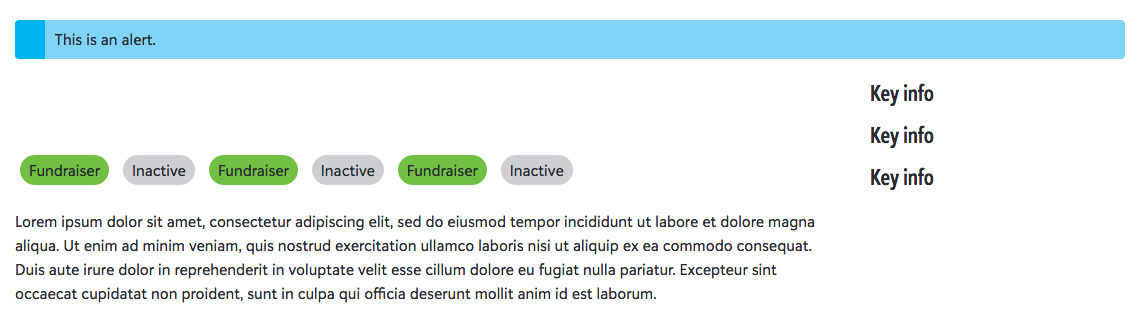 This is an alert.
Key info
Key info
Key info
Fundraiser Inactive Fundraiser Inactive Fundraiser Inactive
Lorem ipsum dolor sit amet, consectetur adipiscing elit, sed do eiusmod tempor incididunt ut labore et dolore magna
aliqua. Ut enim ad minim veniam, quis nostrud exercitation ullamco laboris nisi ut aliquip ex ea commodo consequat.
Duis aute irure dolor in reprehenderit in voluptate velit esse cillum dolore eu fugiat nulla pariatur. Excepteur sint
occaecat cupidatat non proident, sunt in culpa qui officia deserunt mollit anim id est laborum.